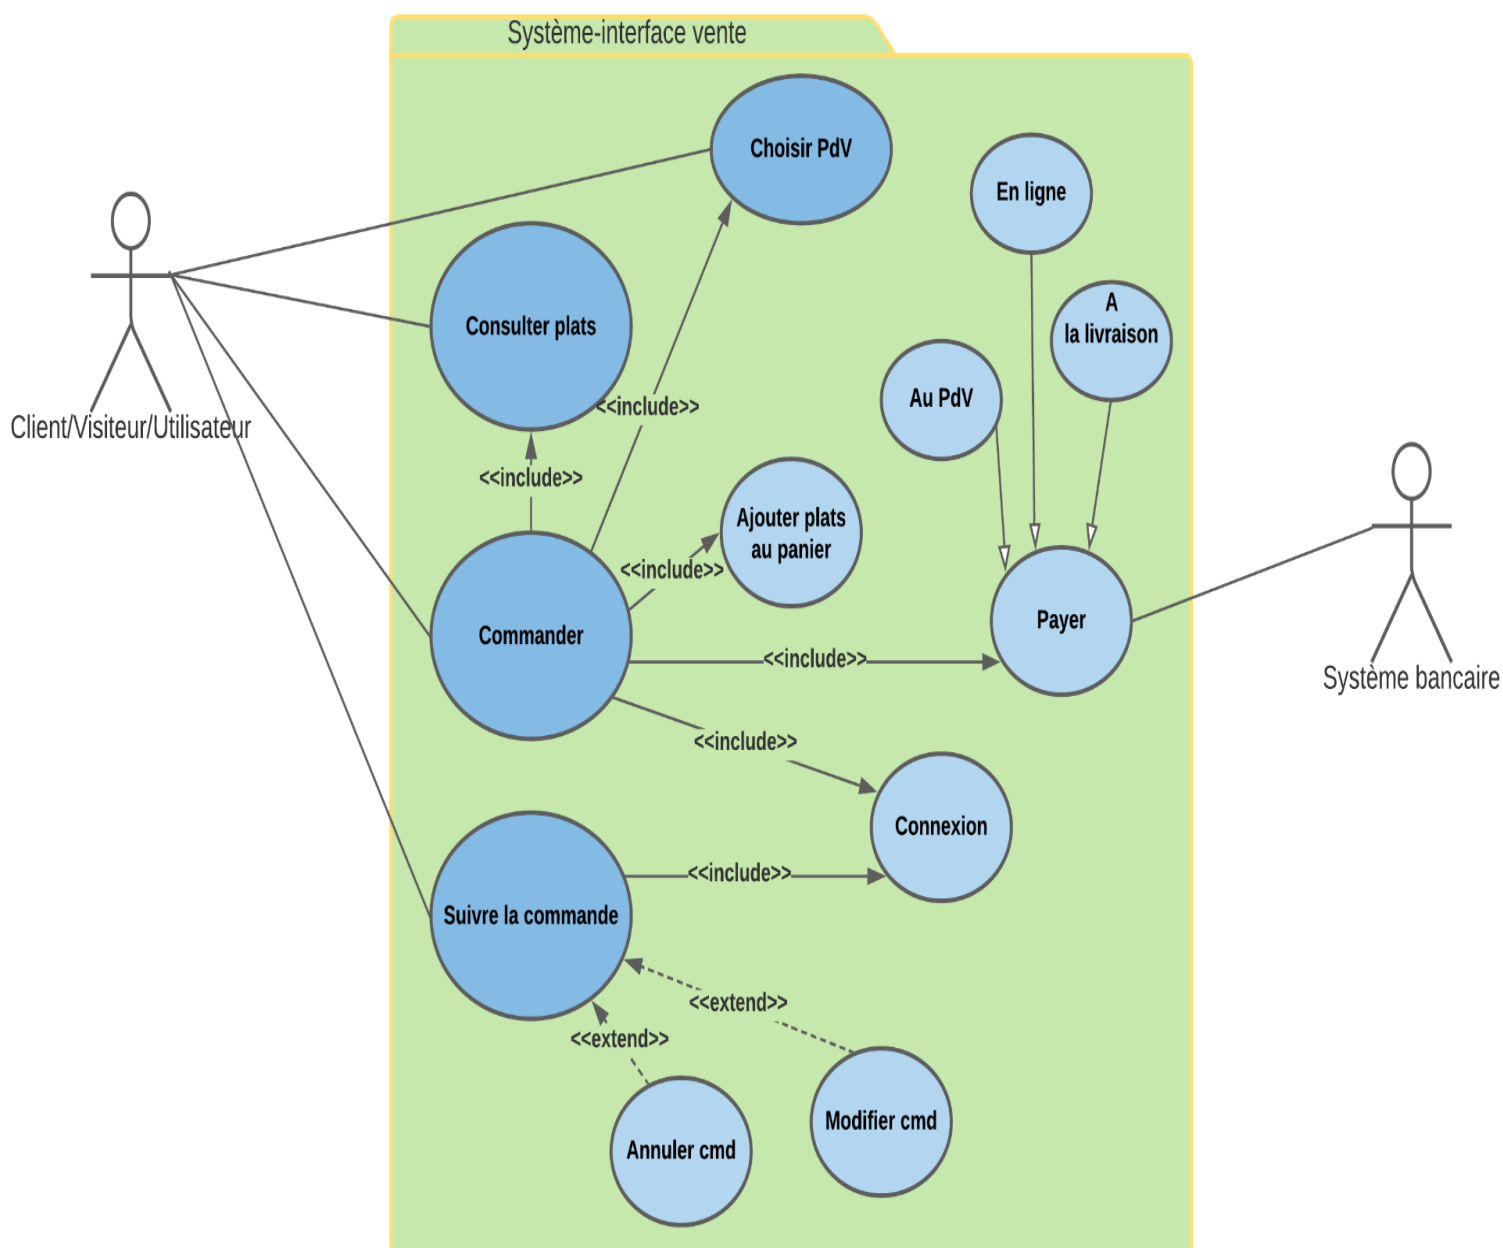 Système-interface vente
Choisir PdV
En ligne
A
la livraison
Consulter plats
Au PdV
<<include>>
Client/Visiteur/Utilisateur
<<include>>
Ajouter plats
au panier
<<include>>
Commander
Payer
<<include>>
Système bancaire
<<include>>
Connexion
<<include>>
Suivre la commande
<<extend>>
<<extend>>
Modifier cmd
Annuler cmd